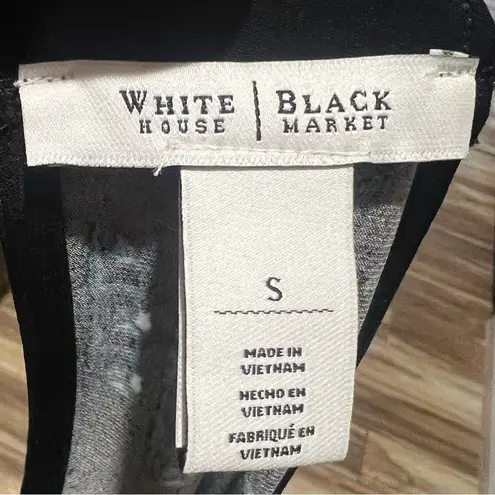 WHITE | BLACK
HOUSE | MARKET
S
MADE IN
VIETNAM
HECHO EN
VIETNAM
FABRIQUÉ EN
VIETNAM